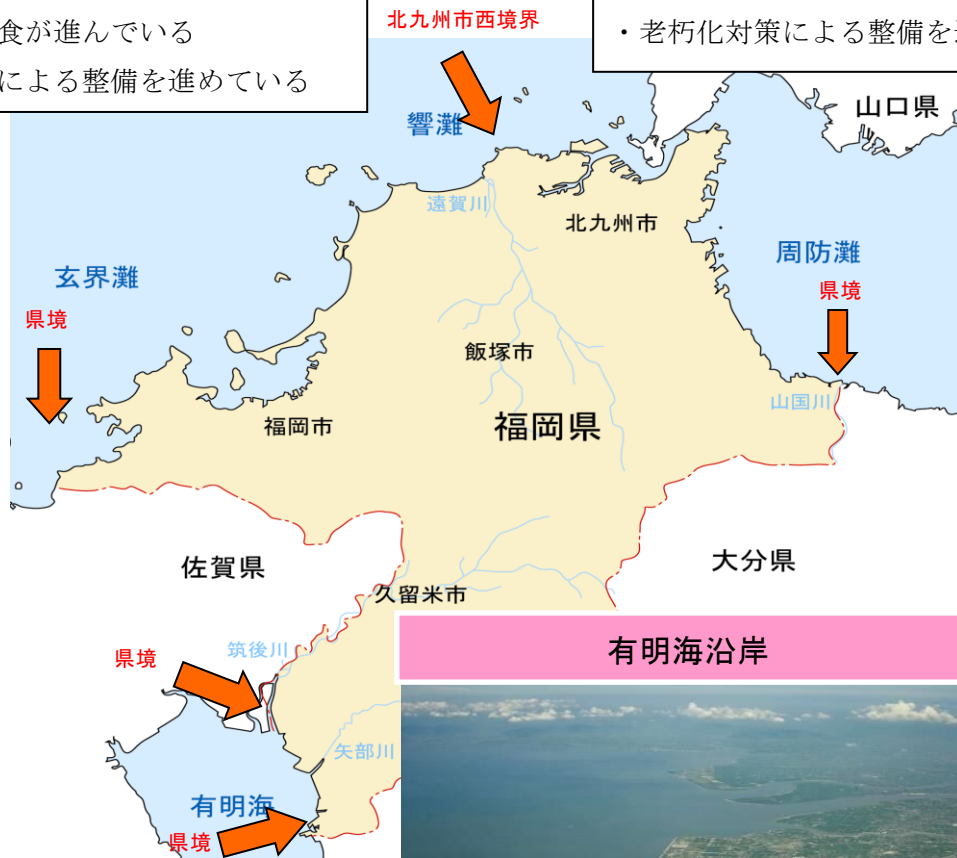 食が進んでいる
による整備を進めている
北九州市西境界
・老朽化対策による整備を
山口県
響灘
遠賀川
北九州市
周防灘
玄界灘
県境
県境
飯塚市
山国川
福岡市
福岡県
佐賀県
大分県
久留米市
筑後川
有明海沿岸
県境
矢部川
有明海
県境